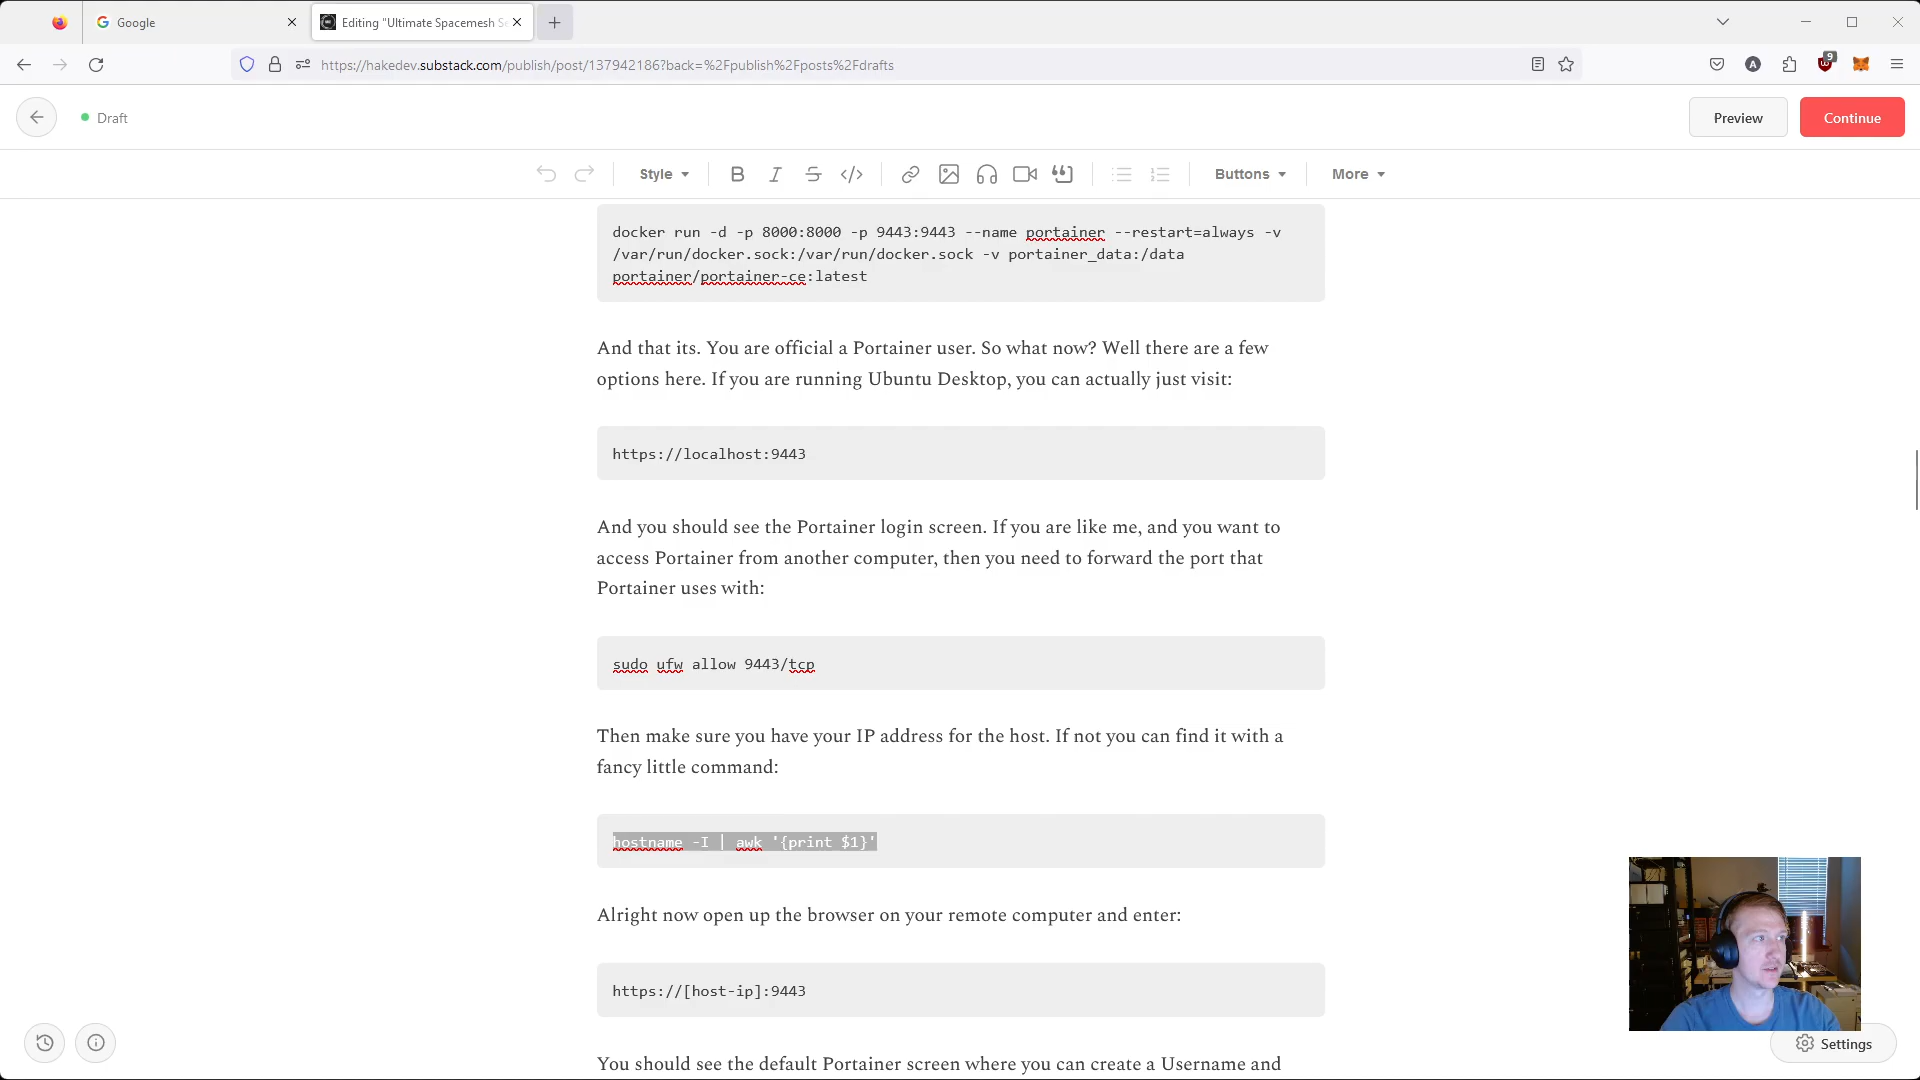 Google
Editing "Ultimate Spacemesh S
https://hakedev.substack.com/publish/post/137942186?back=%2Fpublish%2Fposts%2Fdrafts
9
A
Draft
Preview
Continue
Style
B
I
S
</>
Buttons
More
docker run -d -p 8000:8000 -p 9443:9443 --name portainer --restart=always -v
/var/run/docker.sock:/var/run/docker.sock -v portainer_data:/data
portainer/portainer-ce:latest
And that its. You are official a Portainer user. So what now? Well there are a few
options here. If you are running Ubuntu Desktop, you can actually just visit:
https://localhost:9443
And you should see the Portainer login screen. If you are like me, and you want to
access Portainer from another computer, then you need to forward the port that
Portainer uses with:
sudo ufw allow 9443/tcp
Then make sure you have your IP address for the host. If not you can find it with a
fancy little command:
hostname -I | awk '{print $1}'
Alright now open up the browser on your remote computer and enter:
https://[host-ip]:9443
You should see the default Portainer screen where you can create a Username and
Settings